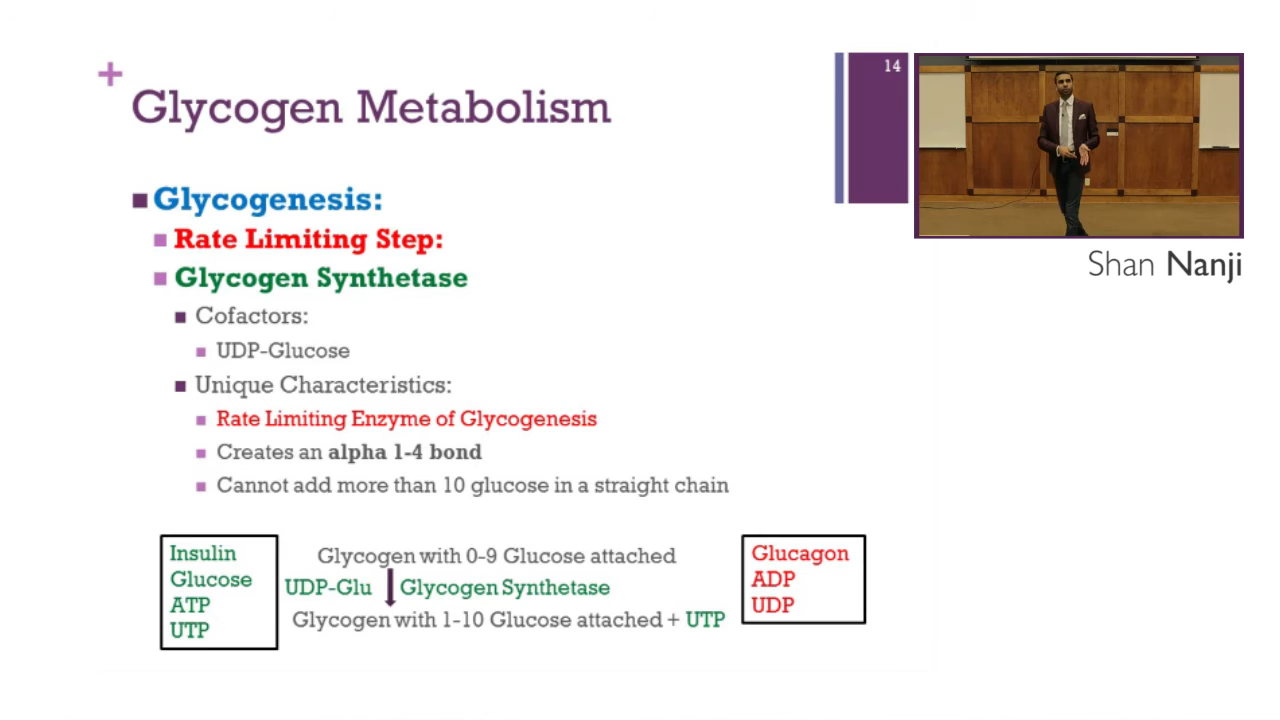 +
Glycogen Metabolism
14
Glycogenesis:
Rate Limiting Step:
Glycogen Synthetase
Cofactors:
UDP-Glucose
Unique Characteristics:
Rate Limiting Enzyme of Glycogenesis
Creates an alpha 1-4 bond
Cannot add more than 10 glucose in a straight chain
Insulin
Glucose
ATP
UTP
Glycogen with 0-9 Glucose attached
UDP-Glu Glycogen Synthetase
Glycogen with 1-10 Glucose attached + UTP
Glucagon
ADP
UDP
Shan Nanji